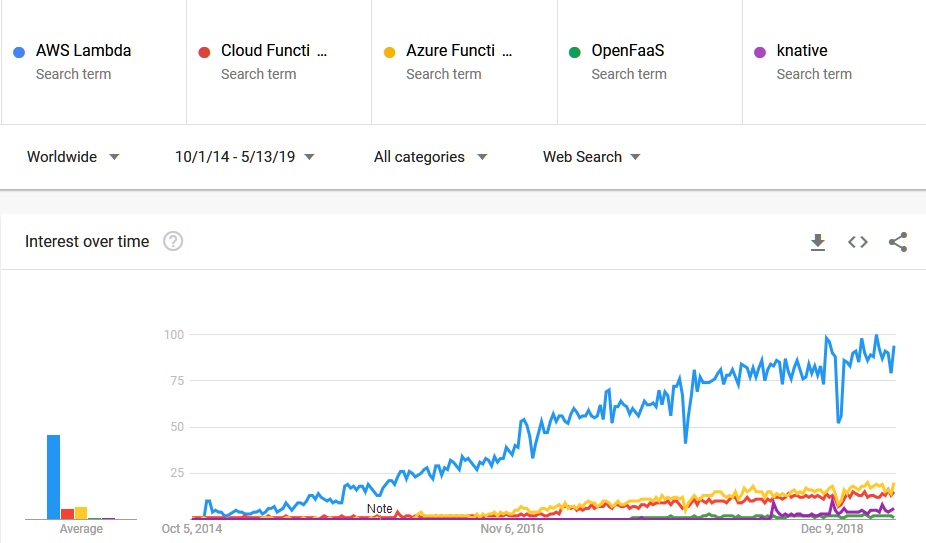 AWS Lambda
Search term
Cloud Functi ...
Search term
Azure Functi ...
Search term
OpenFaaS
Search term
knative
Search term
Worldwide 10/1/14 - 5/13/19 All categories Web Search
Interest over time ?
100
75
50
25
Note
Average
Oct 5, 2014 Nov 6, 2016 Dec 9, 2018